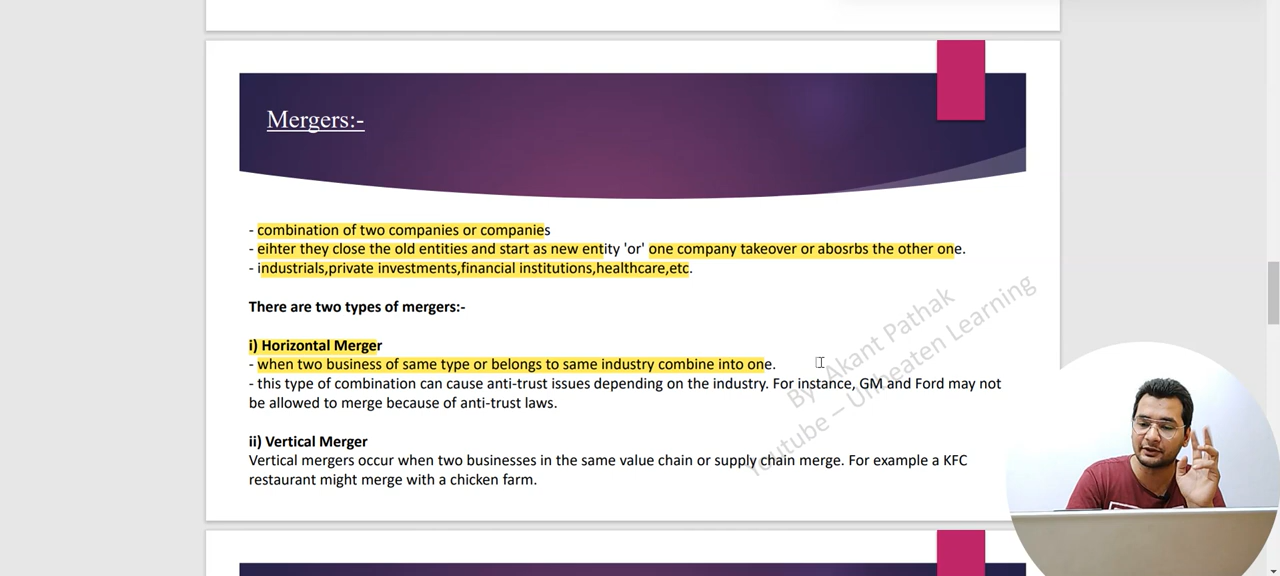 Mergers:-
- combination of two companies or companies
- eihter they close the old entities and start as new entity 'or' one company takeover or abosrbs the other one.
- industrials,private investments,financial institutions,healthcare,etc.
There are two types of mergers:-
i) Horizontal Merger
- when two business of same type or belongs to same industry combine into one.
- this type of combination can cause anti-trust issues depending on the industry. For instance, GM and Ford may not
be allowed to merge because of anti-trust laws.
ii) Vertical Merger
Vertical mergers occur when two businesses in the same value chain or supply chain merge. For example a KFC
restaurant might merge with a chicken farm.
By- Akant Pathak
Youtube – Unbeaten Learning